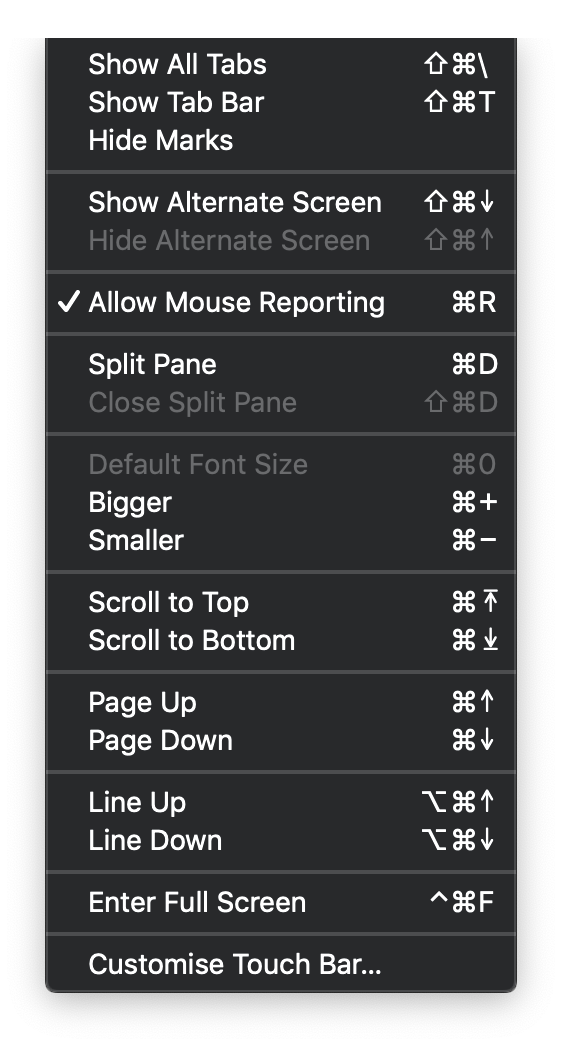 Show All Tabs ⇧⌘\
Show Tab Bar ⇧⌘T
Hide Marks
Show Alternate Screen ⇧⌘↓
Hide Alternate Screen ⇧⌘↑
✓ Allow Mouse Reporting ⌘R
Split Pane ⌘D
Close Split Pane ⇧⌘D
Default Font Size ⌘0
Bigger ⌘+
Smaller ⌘−
Scroll to Top ⌘⤒
Scroll to Bottom ⌘⤓
Page Up ⌘↑
Page Down ⌘↓
Line Up ⌥⌘↑
Line Down ⌥⌘↓
Enter Full Screen ^⌘F
Customise Touch Bar...